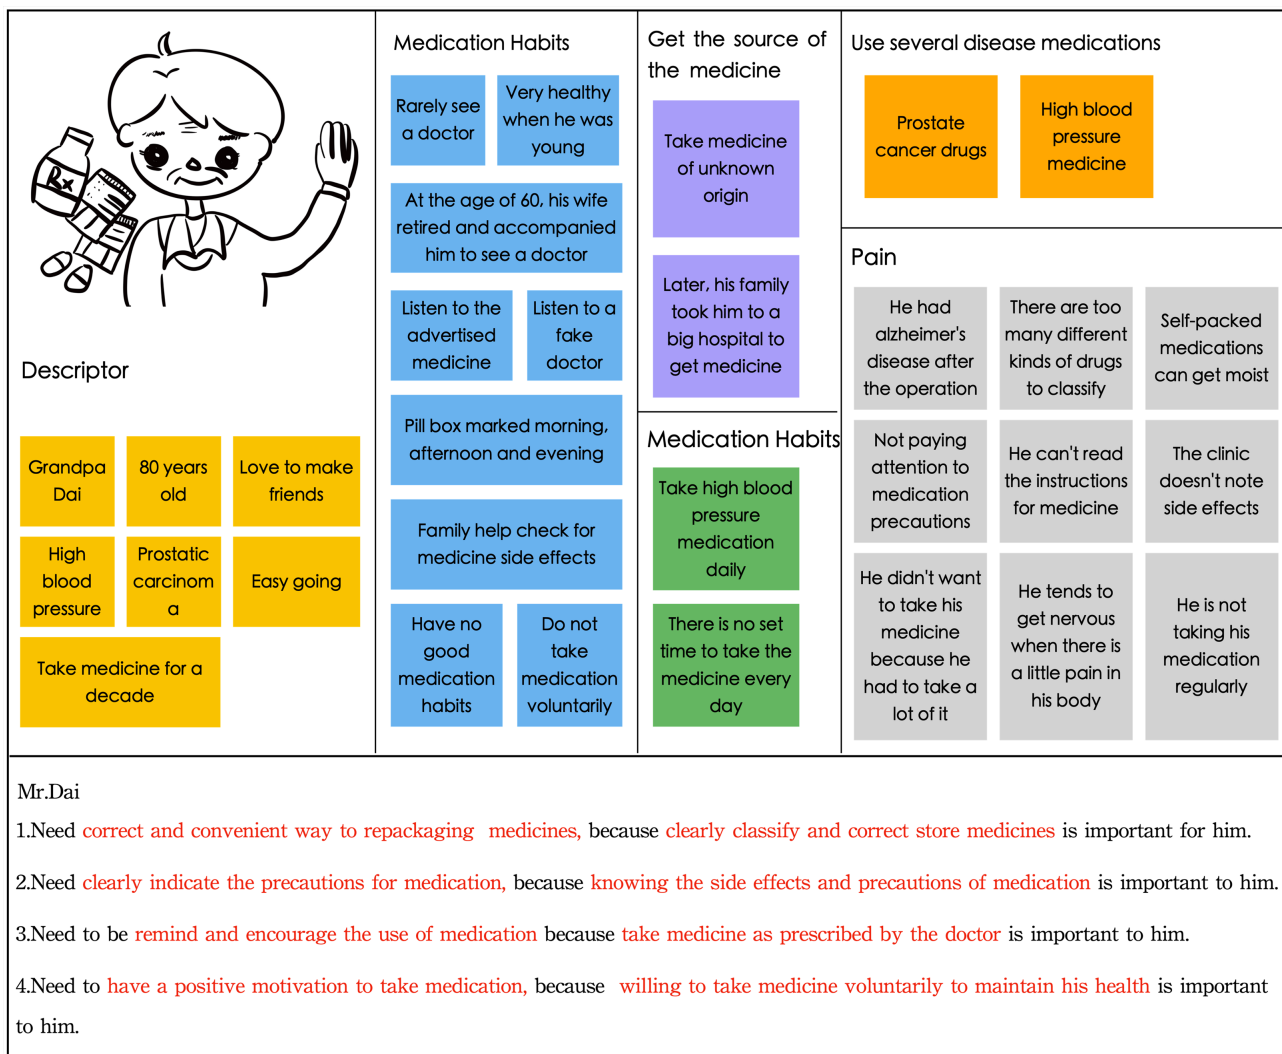 Rx
Descriptor
Grandpa
Dai
80 years
old
Love to make
friends
High
blood
pressure
Prostatic
carcinom
a
Easy going
Take medicine for a
decade
Medication Habits
Rarely see
a doctor
Very healthy
when he was
young
At the age of 60, his wife
retired and accompanied
him to see a doctor
Listen to the
advertised
medicine
Listen to a
fake
doctor
Pill box marked morning,
afternoon and evening
Family help check for
medicine side effects
Have no
good
medication
habits
Do not
take
medication
voluntarily
Get the source of
the medicine
Take medicine
of unknown
origin
Later, his family
took him to a
big hospital to
get medicine
Medication Habits
Take high blood
pressure
medication
daily
There is no set
time to take the
medicine every
day
Use several disease medications
Prostate
cancer drugs
High blood
pressure
medicine
Pain
He had
alzheimer's
disease after
the operation
There are too
many different
kinds of drugs
to classify
Self-packed
medications
can get moist
Not paying
attention to
medication
precautions
He can't read
the instructions
for medicine
The clinic
doesn't note
side effects
He didn't want
to take his
medicine
because he
had to take a
lot of it
He tends to
get nervous
when there is
a little pain in
his body
He is not
taking his
medication
regularly
Mr.Dai
1.Need correct and convenient way to repackaging medicines, because clearly classify and correct store medicines is important for him.
2.Need clearly indicate the precautions for medication, because knowing the side effects and precautions of medication is important to him.
3.Need to be remind and encourage the use of medication because take medicine as prescribed by the doctor is important to him.
4.Need to have a positive motivation to take medication, because willing to take medicine voluntarily to maintain his health is important
to him.